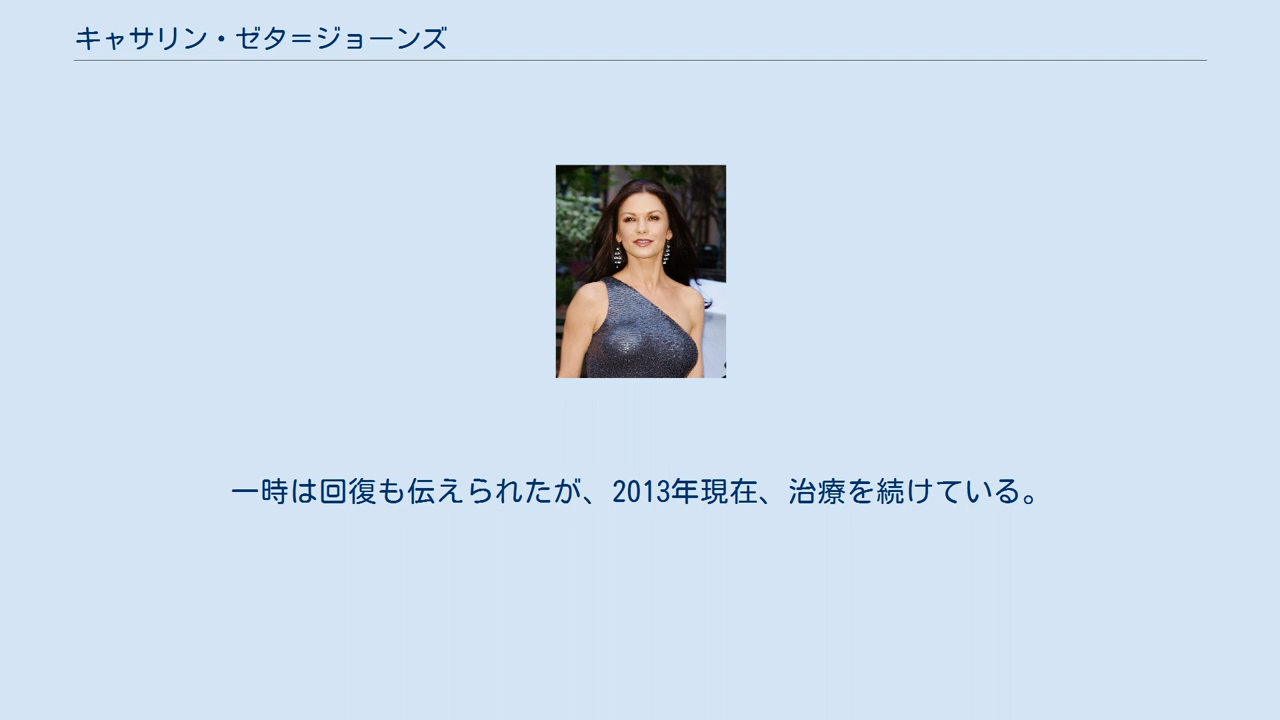 キャサリン・ゼタ＝ジョーンズ
一時は回復も伝えられたが、2013年現在、治療を続けている。